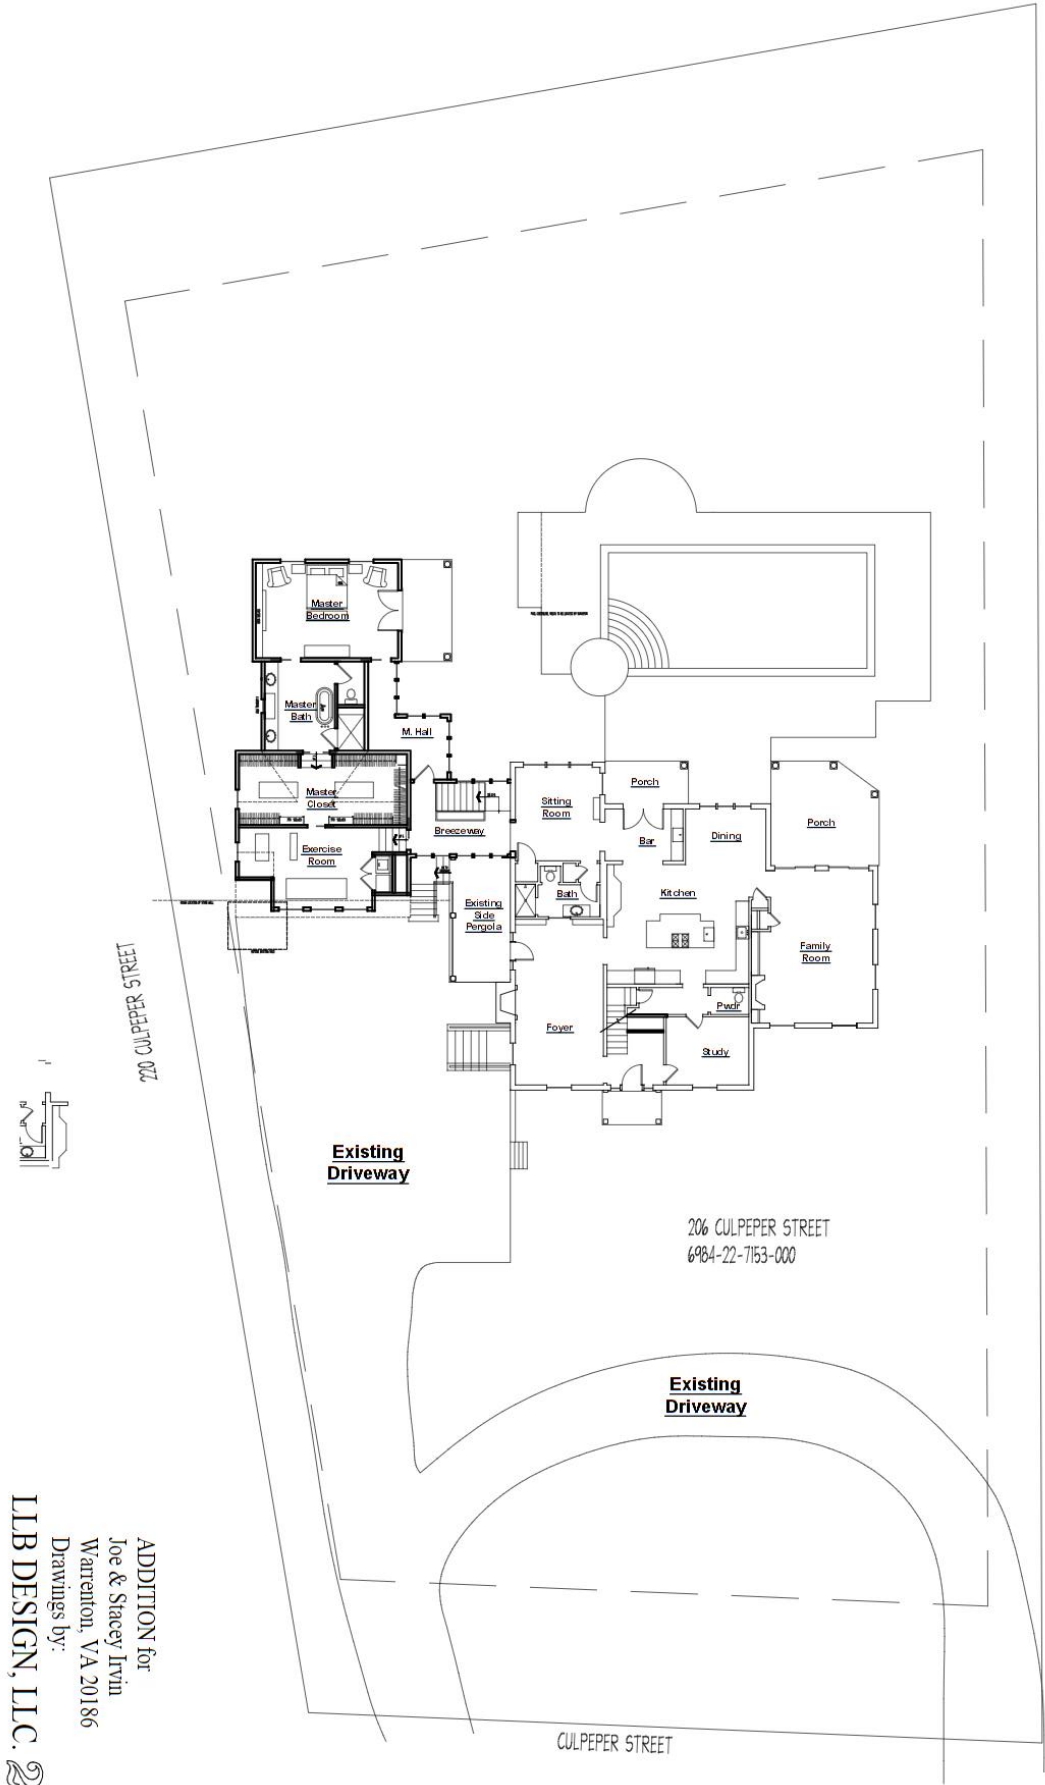 Master
Bedroom
Master
Bath
M. Hall
Master
Closet
Breezeway
Exercise
Room
Existing
Side
Pergola
Sitting
Room
Porch
Bar
Dining
Porch
Bath
Kitchen
Family
Room
Foyer
Pwdr
Study
220 CULPEPER STREET
Existing
Driveway
206 CULPEPER STREET
6984-22-7153-000
Existing
Driveway
CULPEPER STREET
ADDITION for
Joe & Stacey Irvin
Warrenton, VA 20186
Drawings by:
LLB DESIGN, LLC.